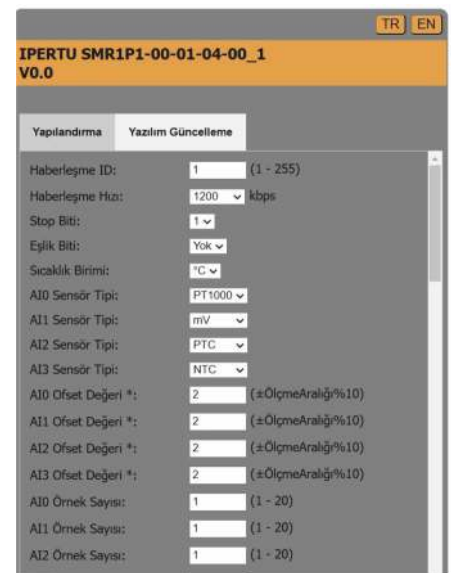 TR EN
IPERTU SMR1P1-00-01-04-00_1
V0.0
Yapılandırma Yazılım Güncelleme
Haberleşme ID: 1 (1 - 255)
Haberleşme Hızı: 1200 kbps
Stop Biti: 1
Eşlik Biti: Yok
Sıcaklık Birimi: °C
AI0 Sensör Tipi: PT1000
AI1 Sensör Tipi: mV
AI2 Sensör Tipi: PTC
AI3 Sensör Tipi: NTC
AI0 Ofset Değeri *: 2 (±ÖlçmeAralığı%10)
AI1 Ofset Değeri *: 2 (±ÖlçmeAralığı%10)
AI2 Ofset Değeri *: 2 (±ÖlçmeAralığı%10)
AI3 Ofset Değeri *: 2 (±ÖlçmeAralığı%10)
AI0 Örnek Sayısı: 1 (1 - 20)
AI1 Örnek Sayısı: 1 (1 - 20)
AI2 Örnek Sayısı: 1 (1 - 20)